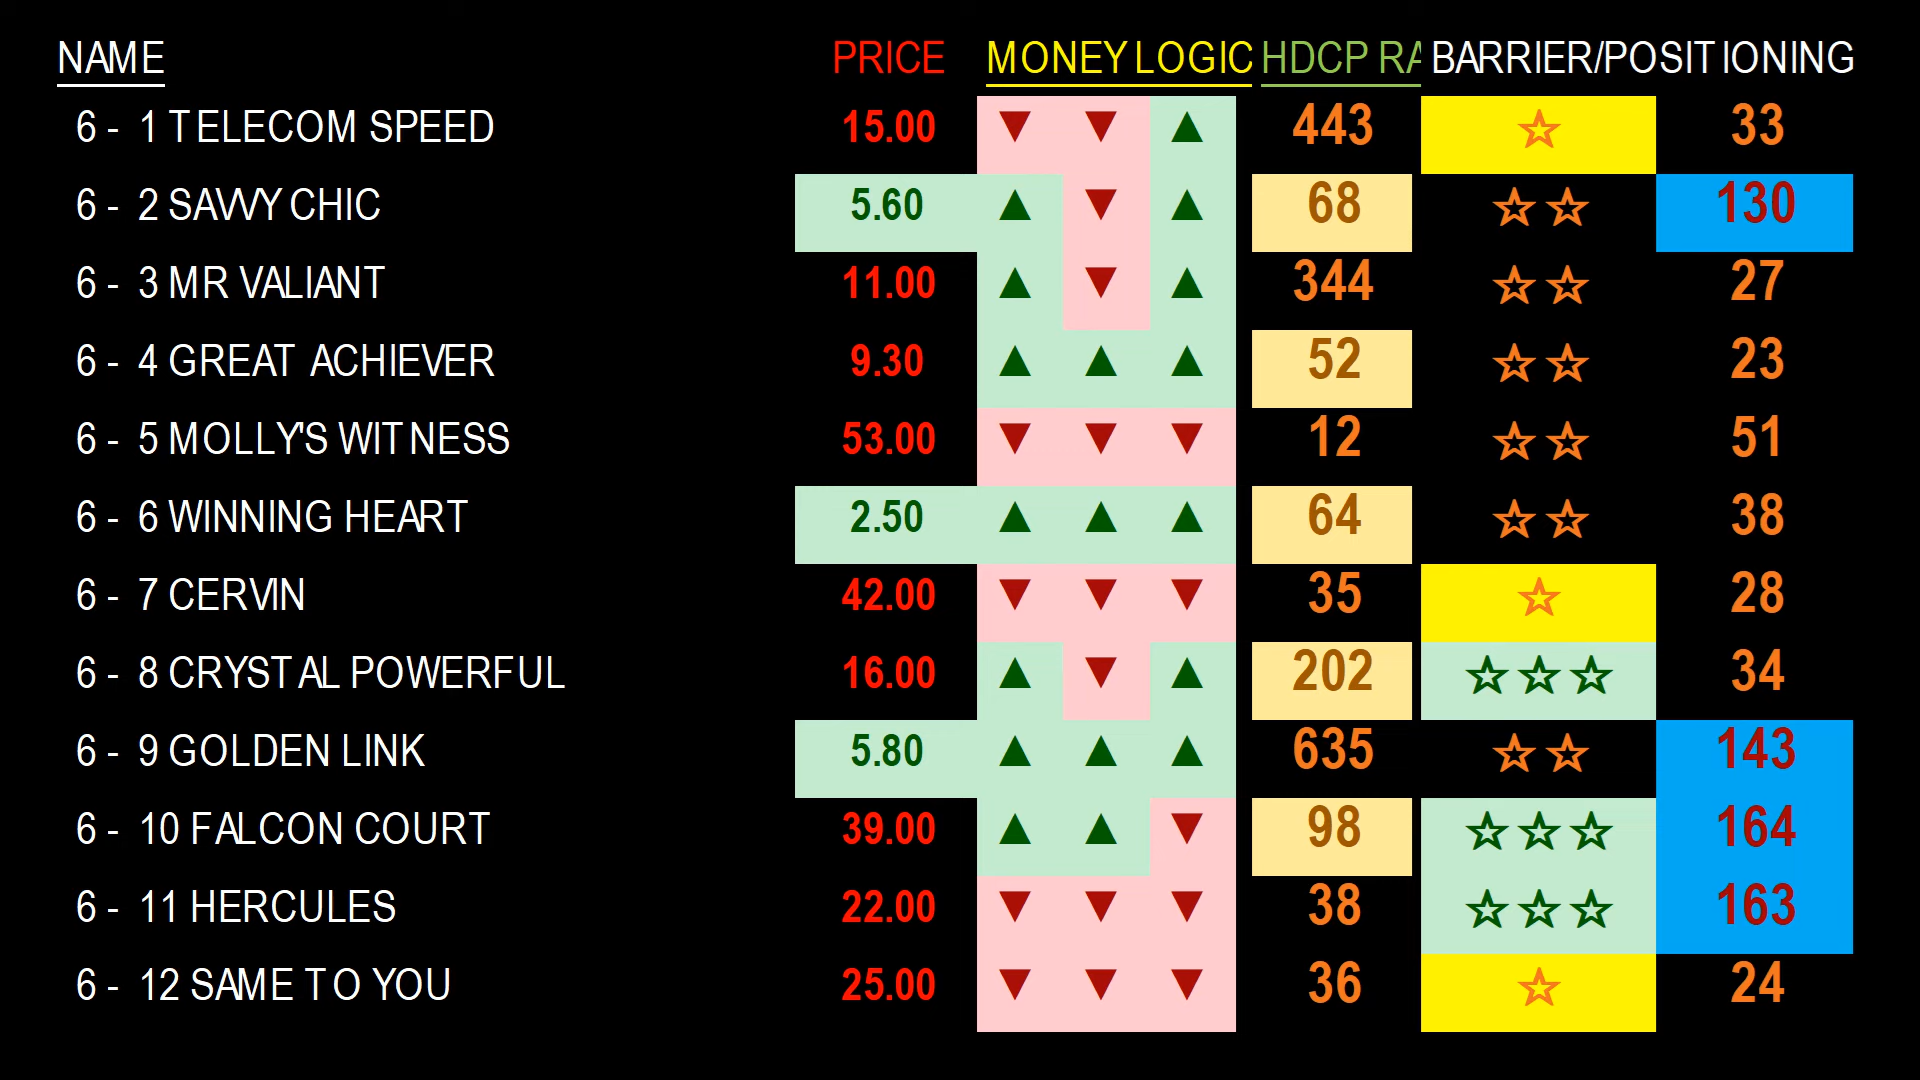 NAME PRICE MONEY LOGIC HDCP RA BARRIER/POSITIONING
6 - 1 TELECOM SPEED 15.00 ▼ ▼ ▲ 443 ☆ 33
6 - 2 SAVVY CHIC 5.60 ▲ ▼ ▲ 68 ☆☆ 130
6 - 3 MR VALIANT 11.00 ▲ ▼ ▲ 344 ☆☆ 27
6 - 4 GREAT ACHIEVER 9.30 ▲ ▲ ▲ 52 ☆☆ 23
6 - 5 MOLLY'S WITNESS 53.00 ▼ ▼ ▼ 12 ☆☆ 51
6 - 6 WINNING HEART 2.50 ▲ ▲ ▲ 64 ☆☆ 38
6 - 7 CERVIN 42.00 ▼ ▼ ▼ 35 ☆ 28
6 - 8 CRYSTAL POWERFUL 16.00 ▲ ▼ ▲ 202 ☆☆☆ 34
6 - 9 GOLDEN LINK 5.80 ▲ ▲ ▲ 635 ☆☆ 143
6 - 10 FALCON COURT 39.00 ▲ ▲ ▼ 98 ☆☆☆ 164
6 - 11 HERCULES 22.00 ▼ ▼ ▼ 38 ☆☆☆ 163
6 - 12 SAME TO YOU 25.00 ▼ ▼ ▼ 36 ☆ 24